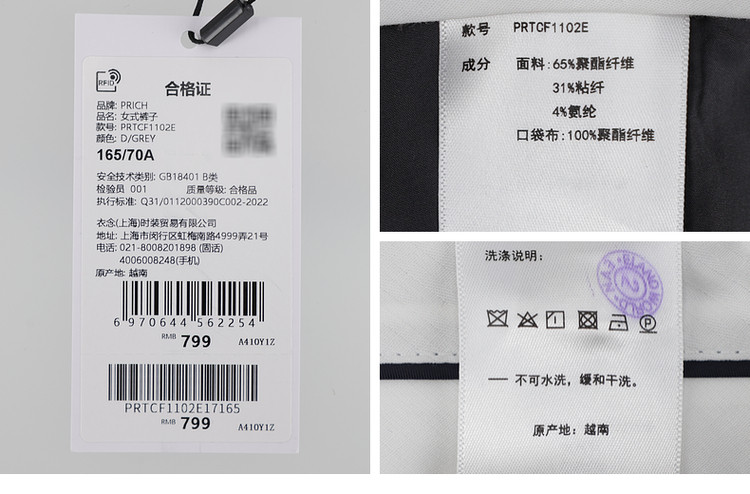 RFID
合格证
品牌: PRICH
品名: 女式裤子
款号: PRTCF1102E
颜色: D/GREY
165/70A
安全技术类别: GB18401 B类
检验员 001 质量等级: 合格品
执行标准: Q31/0112000390C002-2022
衣念(上海)时装贸易有限公司
地址: 上海市闵行区虹梅南路4999弄21号
电话: 021-8008201898 (固话)
4006008248(手机)
原产地: 越南
6 970644 562254
RMB 799 A410Y1Z
PRTCF1102E17165
RMB 799 A410Y1Z
款号 PRTCF1102E
成分 面料:65%聚酯纤维
31%粘纤
4%氨纶
口袋布:100%聚酯纤维
洗涤说明:
ELAND WORLD
2
P
— 不可水洗，缓和干洗。
原产地: 越南